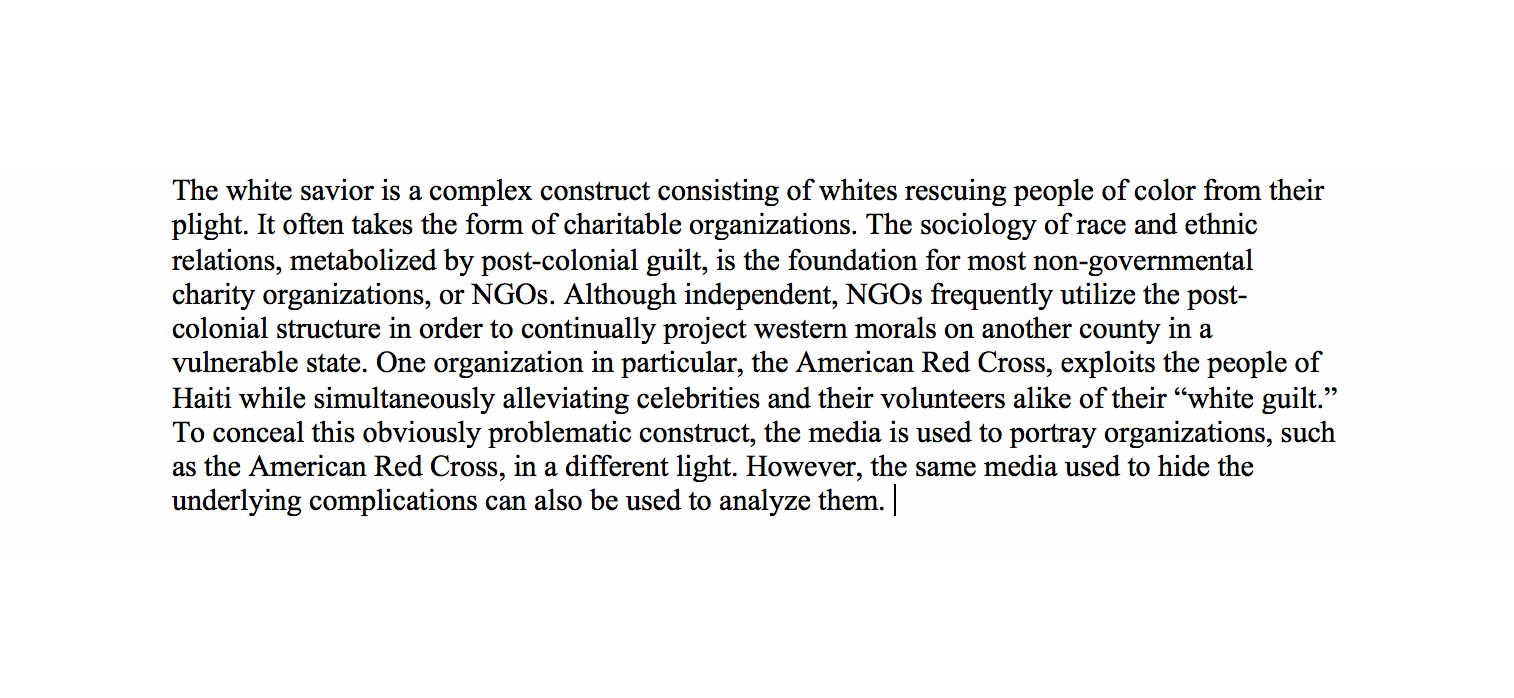 The white savior is a complex construct consisting of whites rescuing people of color from their
plight. It often takes the form of charitable organizations. The sociology of race and ethnic
relations, metabolized by post-colonial guilt, is the foundation for most non-governmental
charity organizations, or NGOs. Although independent, NGOs frequently utilize the post-
colonial structure in order to continually project western morals on another county in a
vulnerable state. One organization in particular, the American Red Cross, exploits the people of
Haiti while simultaneously alleviating celebrities and their volunteers alike of their “white guilt.”
To conceal this obviously problematic construct, the media is used to portray organizations, such
as the American Red Cross, in a different light. However, the same media used to hide the
underlying complications can also be used to analyze them.